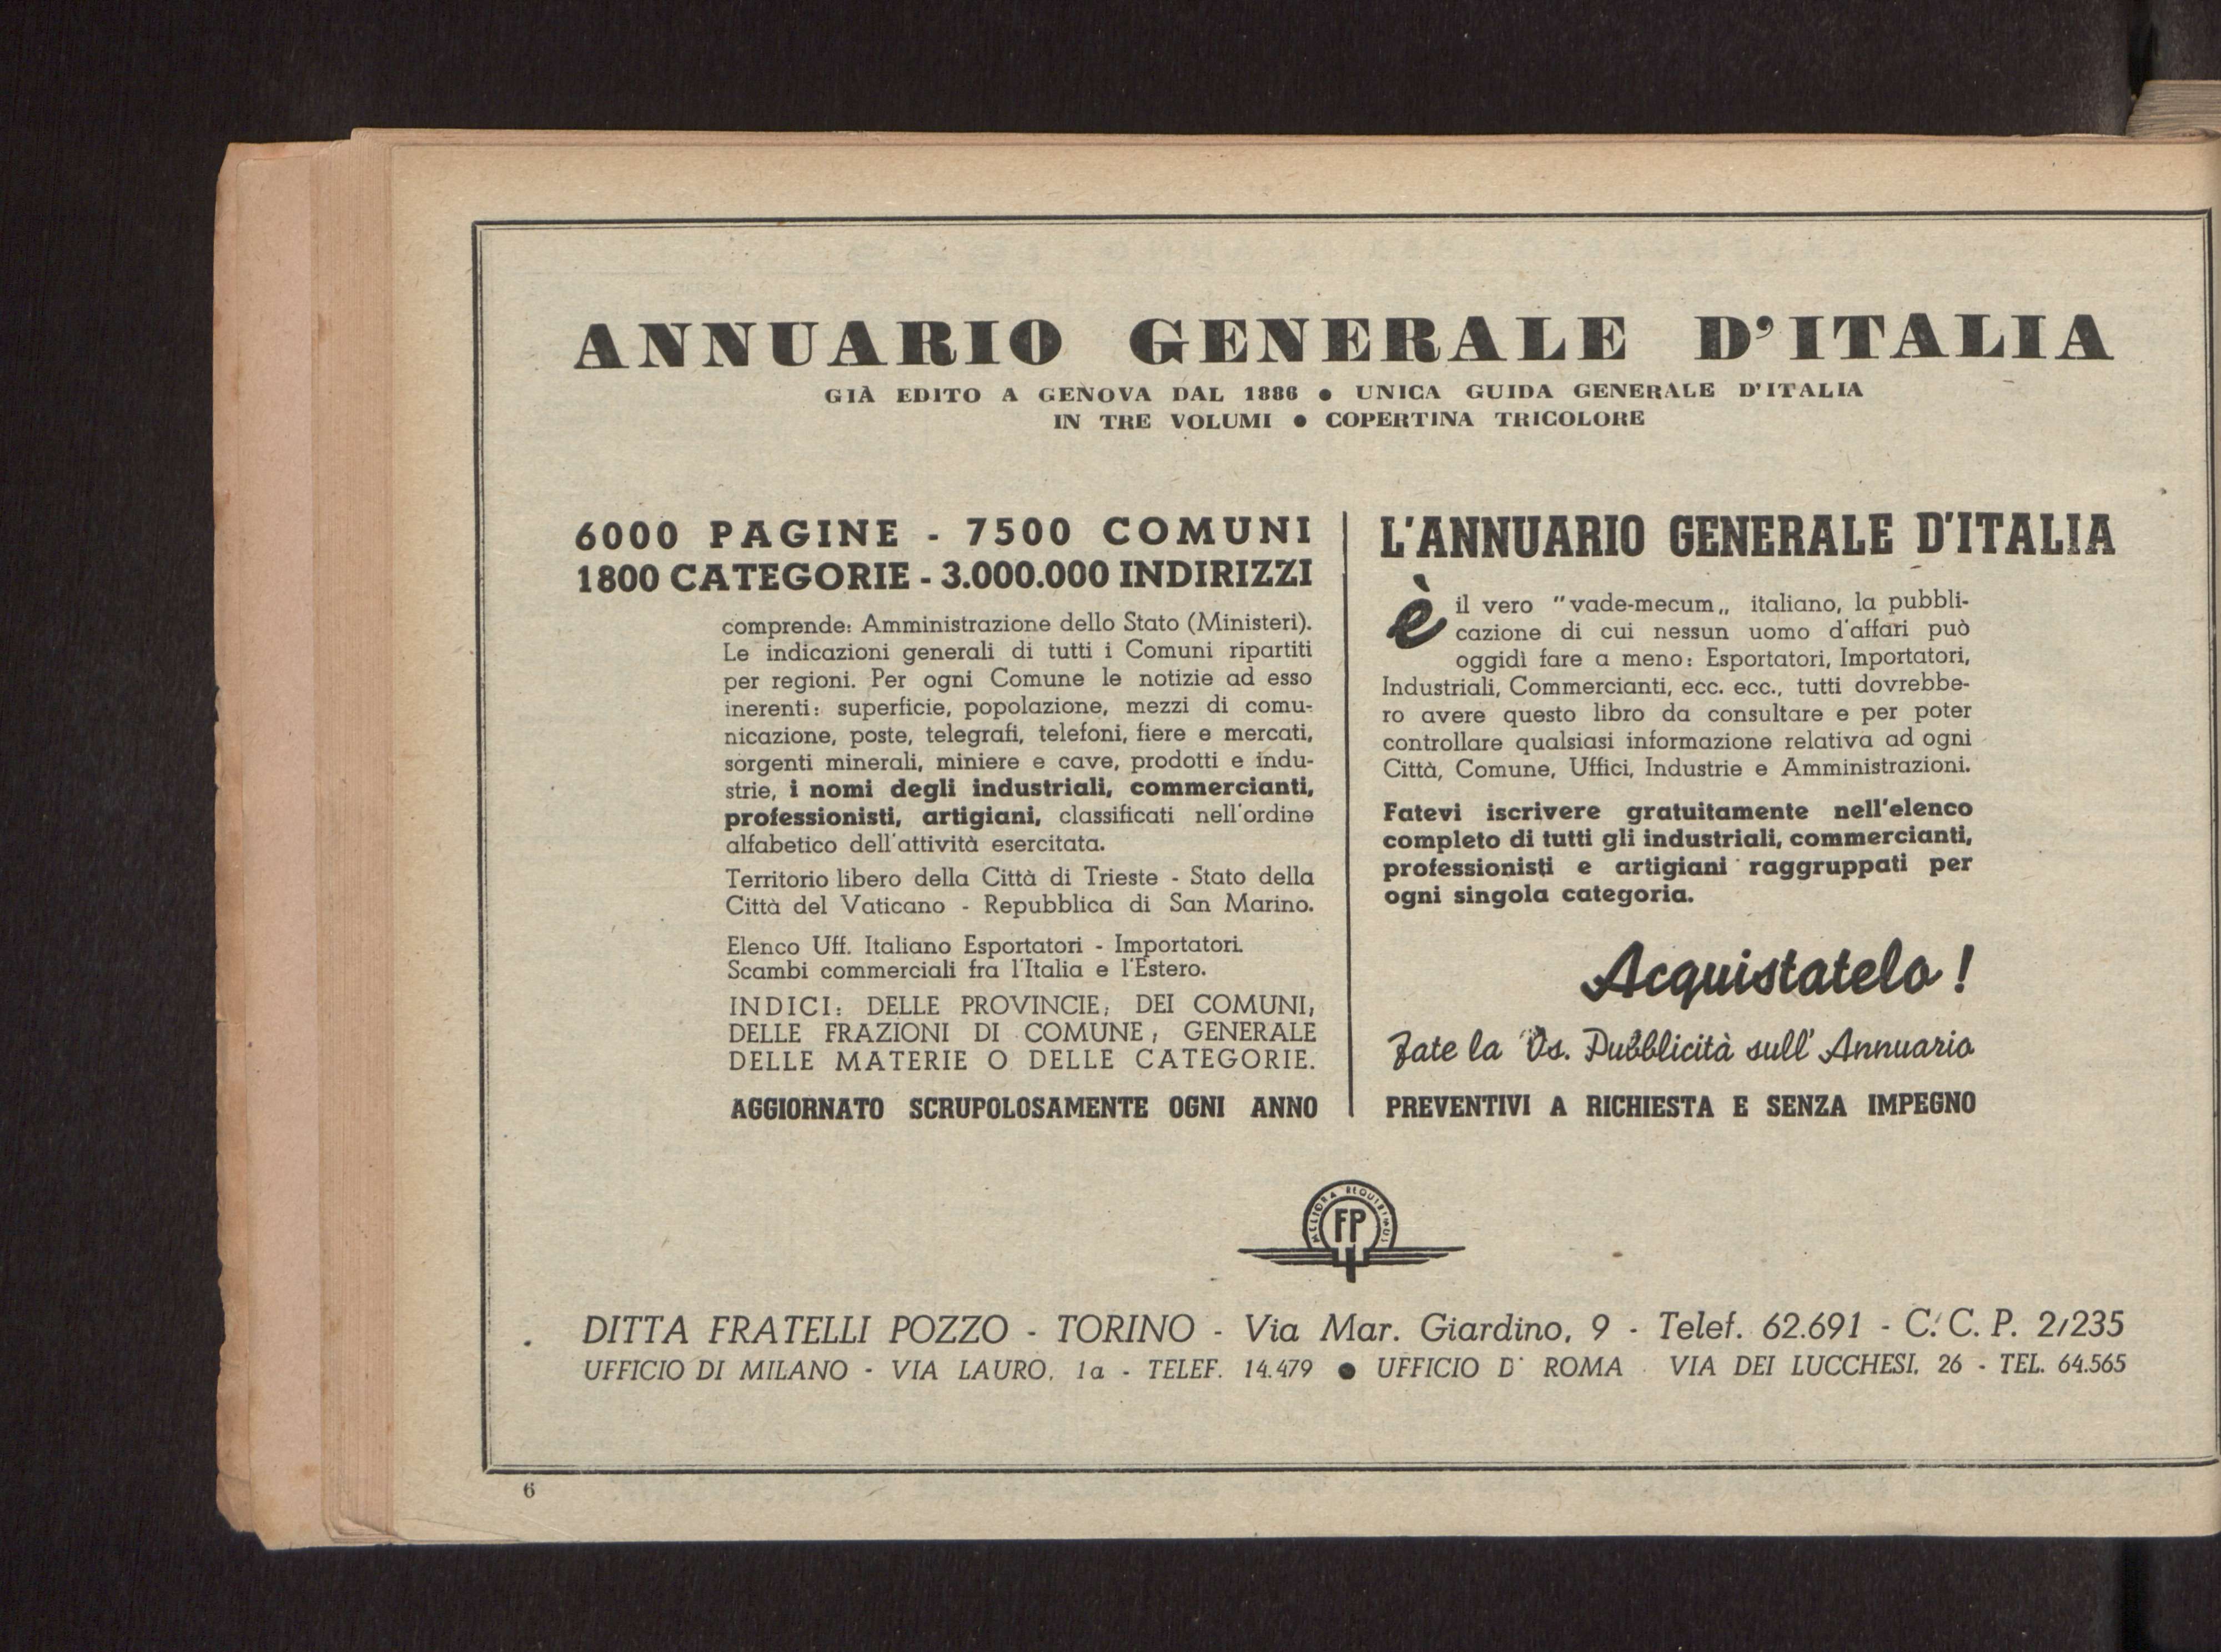 ANNUARIO GENERALE D'ITALIA
GIÀ EDITO A GENOVA DAL 1886 ● UNICA GUIDA GENERALE D'ITALIA
IN TRE VOLUMI ● COPERTINA TRICOLORE
6000 PAGINE - 7500 COMUNI
1800 CATEGORIE - 3.000.000 INDIRIZZI
comprende: Amministrazione dello Stato (Ministeri).
Le indicazioni generali di tutti i Comuni ripartiti
per regioni. Per ogni Comune le notizie ad esso
inerenti: superficie, popolazione, mezzi di comu-
nicazione, poste, telegrafi, telefoni, fiere e mercati,
sorgenti minerali, miniere e cave, prodotti e indu-
strie, i nomi degli industriali, commercianti,
professionisti, artigiani, classificati nell'ordine
alfabetico dell'attività esercitata.
Territorio libero della Città di Trieste - Stato della
Città del Vaticano - Repubblica di San Marino.
Elenco Uff. Italiano Esportatori - Importatori.
Scambi commerciali fra l'Italia e l'Estero.
INDICI: DELLE PROVINCIE; DEI COMUNI,
DELLE FRAZIONI DI COMUNE; GENERALE
DELLE MATERIE O DELLE CATEGORIE.
AGGIORNATO SCRUPOLOSAMENTE OGNI ANNO
L'ANNUARIO GENERALE D'ITALIA
è il vero "vade-mecum„ italiano, la pubbli-
cazione di cui nessun uomo d'affari può
oggidì fare a meno: Esportatori, Importatori,
Industriali, Commercianti, ecc. ecc., tutti dovrebbe-
ro avere questo libro da consultare e per poter
controllare qualsiasi informazione relativa ad ogni
Città, Comune, Uffici, Industrie e Amministrazioni.
Fatevi iscrivere gratuitamente nell'elenco
completo di tutti gli industriali, commercianti,
professionisti e artigiani raggruppati per
ogni singola categoria.
Acquistatelo!
Fate la Vs. Pubblicità sull'Annuario
PREVENTIVI A RICHIESTA E SENZA IMPEGNO
MELIORA REQUIRIMUS
FP
DITTA FRATELLI POZZO - TORINO - Via Mar. Giardino, 9 - Telef. 62.691 - C. C. P. 2/235
UFFICIO DI MILANO - VIA LAURO, 1a - TELEF. 14.479 ● UFFICIO D' ROMA - VIA DEI LUCCHESI, 26 - TEL. 64.565
6